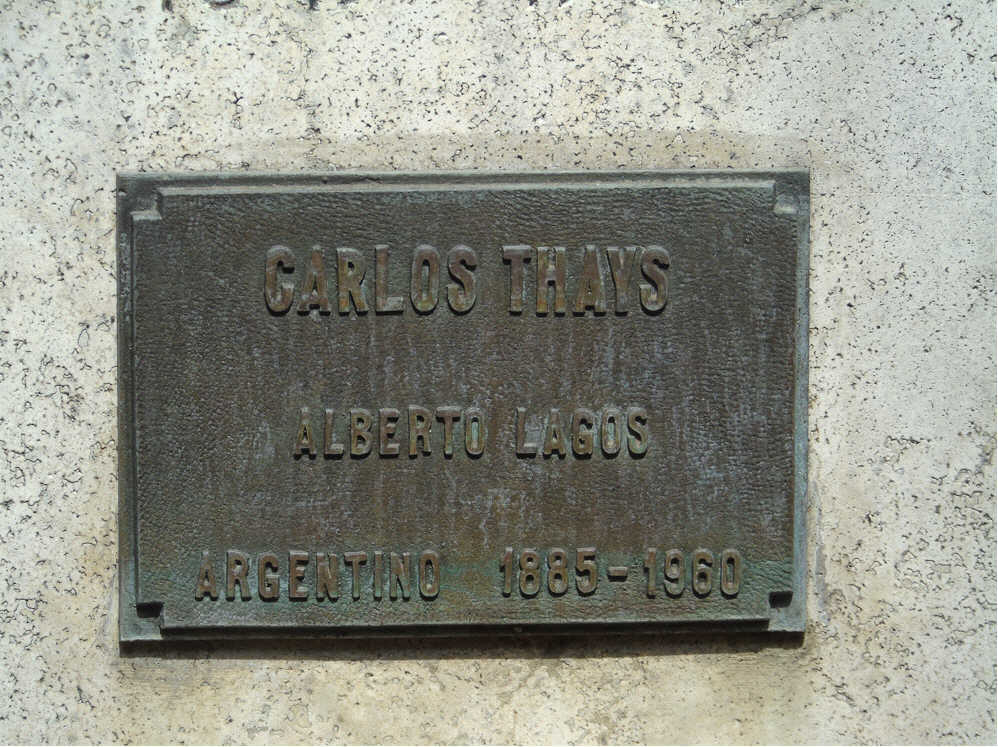 CARLOS THAYS
ALBERTO LAGOS
ARGENTINO 1885-1960